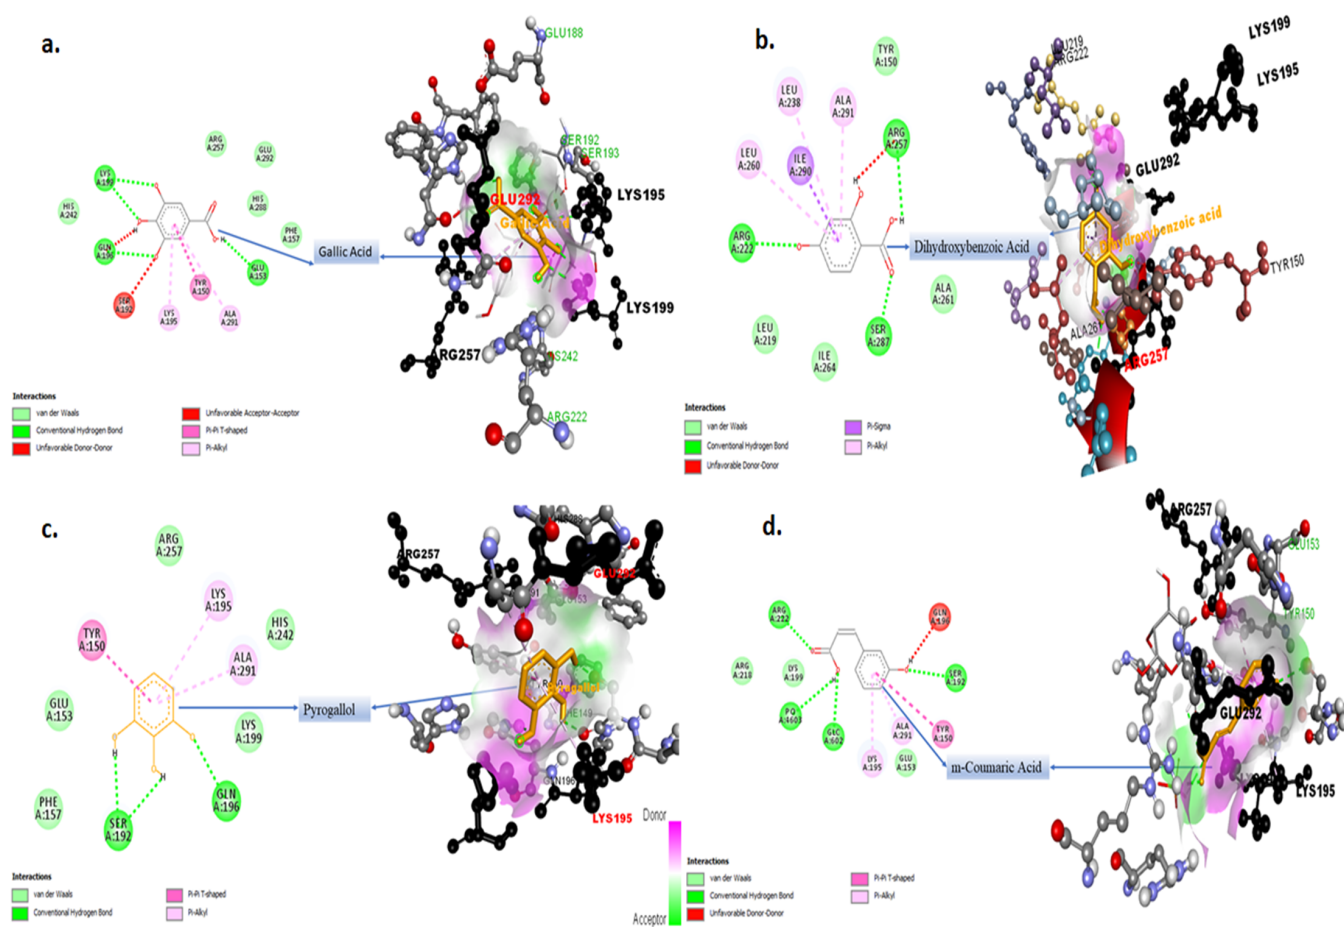 a.
GLU188
ARG
A:257
GLU
A:292
LYS
A:199
HIS
A:242
HIS
A:288
PHE
A:157
GLN
A:196
GLU
A:153
SER
A:192
TYR
A:150
LYS
A:195
ALA
A:291
H
H
Gallic Acid
SER192
SER193
LYS195
GLU292
Gallic Acid
LYS199
ARG257
ARG222
Interactions
van der Waals
Conventional Hydrogen Bond
Unfavorable Donor-Donor
Unfavorable Acceptor-Acceptor
Pi-Pi T-shaped
Pi-Alkyl
b.
TYR
A:150
LEU
A:238
ALA
A:291
ARG
A:257
LEU
A:260
ILE
A:290
ARG
A:222
ALA
A:261
LEU
A:219
ILE
A:264
SER
A:287
H
H
Dihydroxybenzoic Acid
ARG222
LYS199
LYS195
GLU292
Dihydroxybenzoic acid
TYR150
ALA261
ARG257
Interactions
van der Waals
Conventional Hydrogen Bond
Unfavorable Donor-Donor
Pi-Sigma
Pi-Alkyl
c.
ARG
A:257
LYS
A:195
TYR
A:150
HIS
A:242
ALA
A:291
GLU
A:153
LYS
A:199
PHE
A:157
SER
A:192
GLN
A:196
H
H
Pyrogallol
ARG257
GLU292
Pyrogallol
GLN196
LYS195
Interactions
van der Waals
Conventional Hydrogen Bond
Pi-Pi T-shaped
Pi-Alkyl
Donor
Acceptor
d.
ARG
A:222
GLN
A:196
ARG
A:218
LYS
A:199
SER
A:192
PO
A:603
GLC
A:602
LYS
A:195
ALA
A:291
GLU
A:153
TYR
A:150
H
H
m-Coumaric Acid
ARG257
GLU153
TYR150
GLU292
LYS195
Interactions
van der Waals
Conventional Hydrogen Bond
Unfavorable Donor-Donor
Pi-Pi T-shaped
Pi-Alkyl